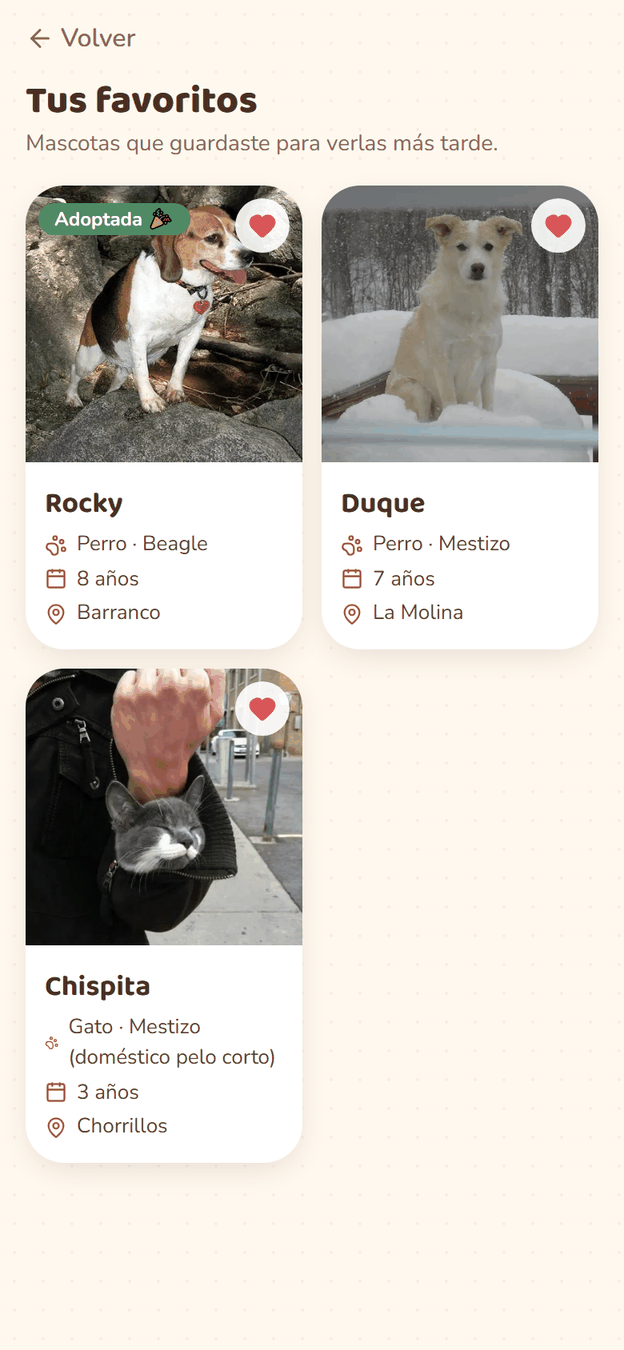 Volver
Tus favoritos
Mascotas que guardaste para verlas más tarde.
Adoptada 🎉
Rocky
Perro · Beagle
8 años
Barranco
Duque
Perro · Mestizo
7 años
La Molina
Chispita
Gato · Mestizo
(doméstico pelo corto)
3 años
Chorrillos